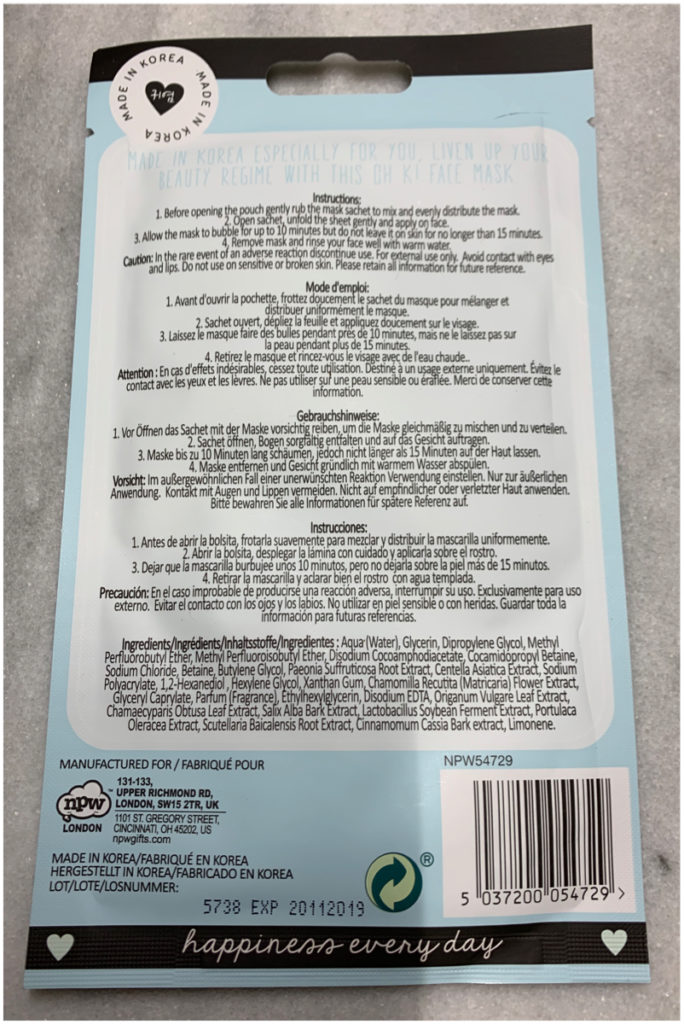 MADE IN KOREA MADE IN KOREA
MADE IN KOREA ESPECIALLY FOR YOU, LIVEN UP YOUR
BEAUTY REGIME WITH THIS OH K! FACE MASK
Instructions:
1. Before opening the pouch gently rub the mask sachet to mix and evenly distribute the mask.
2. Open sachet, unfold the sheet gently and apply on face.
3. Allow the mask to bubble for up to 10 minutes but do not leave it on skin for no longer than 15 minutes.
4. Remove mask and rinse your face well with warm water.
Caution: In the rare event of an adverse reaction discontinue use. For external use only. Avoid contact with eyes
and lips. Do not use on sensitive or broken skin. Please retain all information for future reference.
Mode d'emploi:
1. Avant d'ouvrir la pochette, frottez doucement le sachet du masque pour mélanger et
distribuer uniformément le masque.
2. Sachet ouvert, dépliez la feuille et appliquez doucement sur le visage.
3. Laissez le masque faire des bulles pendant près de 10 minutes, mais ne le laissez pas sur
la peau pendant plus de 15 minutes.
4. Retirez le masque et rincez-vous le visage avec de l'eau chaude..
Attention : En cas d'effets indésirables, cessez toute utilisation. Destiné à un usage externe uniquement. Évitez le
contact avec les yeux et les lèvres. Ne pas utiliser sur une peau sensible ou éraflée. Merci de conserver cette
information.
Gebrauchshinweise:
1. Vor Öffnen das Sachet mit der Maske vorsichtig reiben, um die Maske gleichmäßig zu mischen und zu verteilen.
2. Sachet öffnen, Bogen sorgfältig entfalten und auf das Gesicht auftragen.
3. Maske bis zu 10 Minuten lang schäumen, jedoch nicht länger als 15 Minuten auf der Haut lassen.
4. Maske entfernen und Gesicht gründlich mit warmem Wasser abspülen.
Vorsicht: Im außergewöhnlichen Fall einer unerwünschten Reaktion Verwendung einstellen. Nur zur äußerlichen
Anwendung. Kontakt mit Augen und Lippen vermeiden. Nicht auf empfindlicher oder verletzter Haut anwenden.
Bitte bewahren Sie alle Informationen für spätere Referenz auf.
Instrucciones:
1. Antes de abrir la bolsita, frotarla suavemente para mezclar y distribuir la mascarilla uniformemente.
2. Abrir la bolsita, desplegar la lámina con cuidado y aplicarla sobre el rostro.
3. Dejar que la mascarilla burbujee unos 10 minutos, pero no dejarla sobre la piel más de 15 minutos.
4. Retirar la mascarilla y aclarar bien el rostro con agua templada.
Precaución: En el caso improbable de producirse una reacción adversa, interrumpir su uso. Exclusivamente para uso
externo. Evitar el contacto con los ojos y los labios. No utilizar en piel sensible o con heridas. Guardar toda la
información para futuras referencias.
Ingredients/Ingrédients/Inhaltsstoffe/Ingredientes : Aqua (Water), Glycerin, Dipropylene Glycol, Methyl
Perfluorobutyl Ether, Methyl Perfluoroisobutyl Ether, Disodium Cocoamphodiacetate, Cocamidopropyl Betaine,
Sodium Chloride, Betaine, Butylene Glycol, Paeonia Suffruticosa Root Extract, Centella Asiatica Extract, Sodium
Polyacrylate, 1,2-Hexanediol , Hexylene Glycol, Xanthan Gum, Chamomilla Recutita (Matricaria) Flower Extract,
Glyceryl Caprylate, Parfum (Fragrance), Ethylhexylglycerin, Disodium EDTA, Origanum Vulgare Leaf Extract,
Chamaecyparis Obtusa Leaf Extract, Salix Alba Bark Extract, Lactobacillus Soybean Ferment Extract, Portulaca
Oleracea Extract, Scutellaria Baicalensis Root Extract, Cinnamomum Cassia Bark extract, Limonene.
MANUFACTURED FOR / FABRIQUÉ POUR
NPW54729
npw™
LONDON
131-133,
UPPER RICHMOND RD,
LONDON, SW15 2TR, UK
1101 ST. GREGORY STREET,
CINCINNATI, OH 45202, US
npwgifts.com
MADE IN KOREA/FABRIQUÉ EN KOREA
HERGESTELLT IN KOREA/FABRICADO EN KOREA
LOT/LOTE/LOSNUMMER:
5738 EXP 20112019
®
5 037200 054729 >
happiness every day